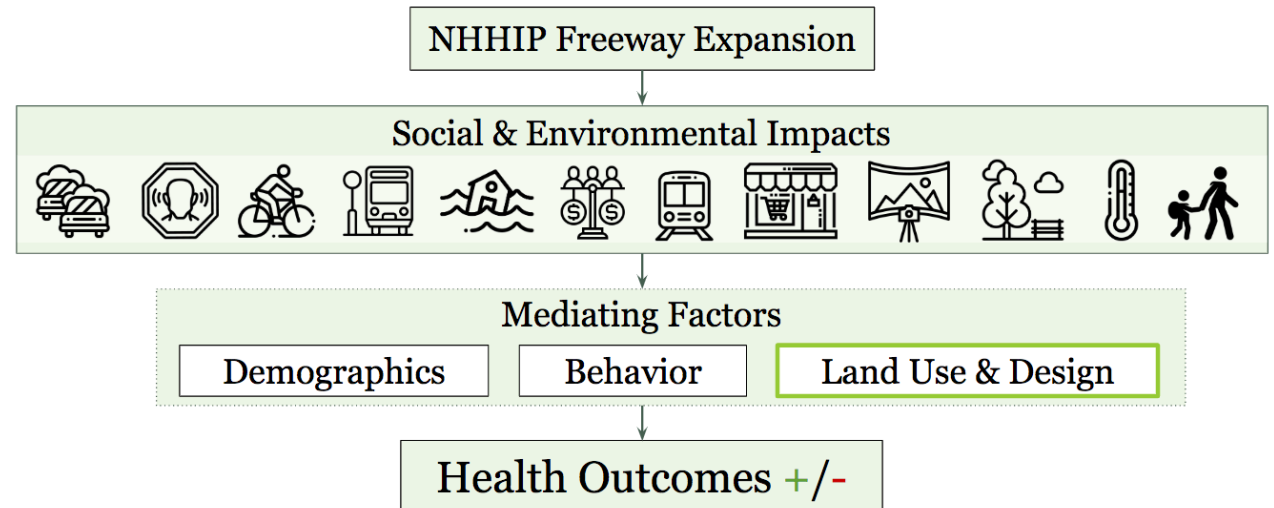 NHHIP Freeway Expansion
Social & Environmental Impacts
Mediating Factors
Demographics
Behavior
Land Use & Design
Health Outcomes +/-